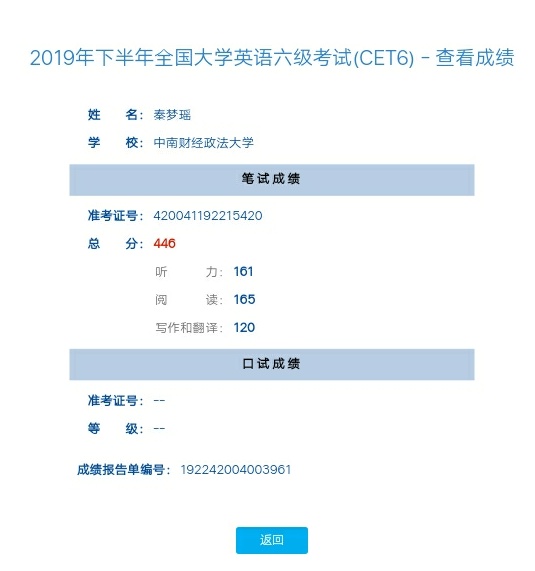 2019年下半年全国大学英语六级考试(CET6) - 查看成绩
姓 名： 秦梦瑶
学 校： 中南财经政法大学
笔试成绩
准考证号： 420041192215420
总 分： 446
听 力： 161
阅 读： 165
写作和翻译： 120
口试成绩
准考证号： --
等 级： --
成绩报告单编号： 192242004003961
返回